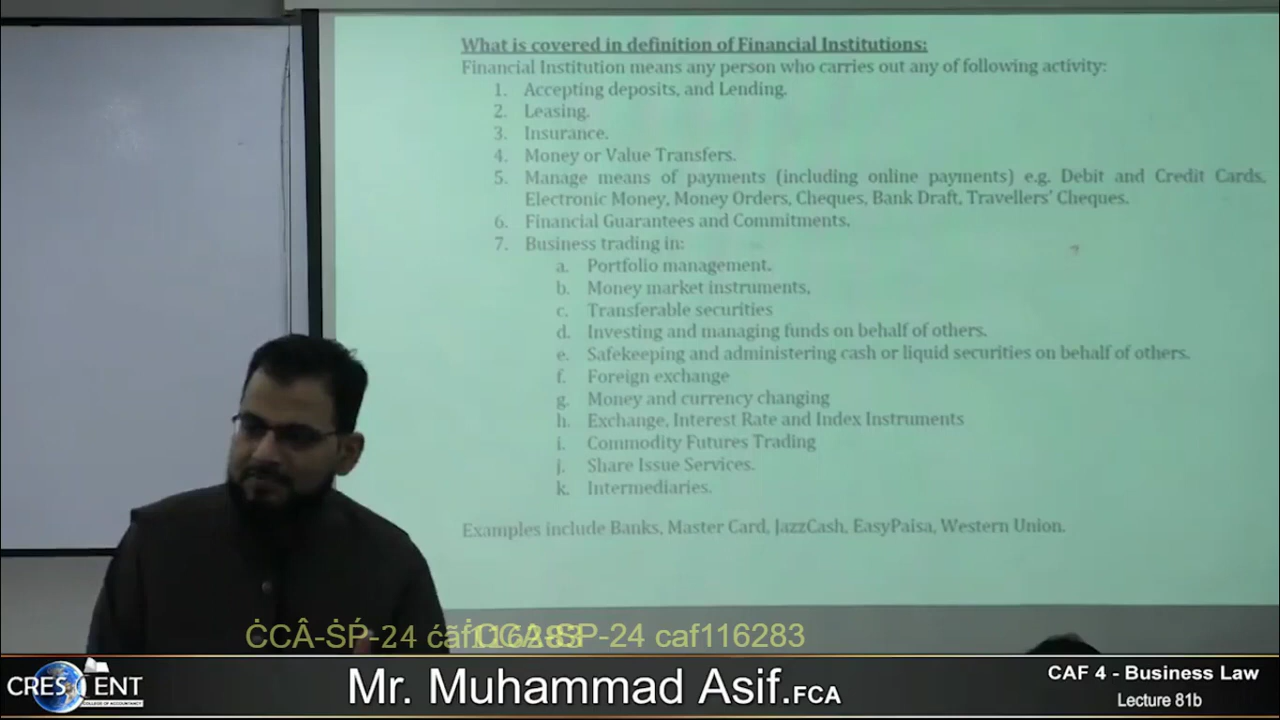 What is covered in definition of Financial Institutions:
Financial Institution means any person who carries out any of following activity:
1. Accepting deposits, and Lending.
2. Leasing.
3. Insurance.
4. Money or Value Transfers.
5. Manage means of payments (including online payments) e.g. Debit and Credit Cards,
Electronic Money, Money Orders, Cheques, Bank Draft, Travellers' Cheques.
6. Financial Guarantees and Commitments.
7. Business trading in:
a. Portfolio management.
b. Money market instruments,
c. Transferable securities
d. Investing and managing funds on behalf of others.
e. Safekeeping and administering cash or liquid securities on behalf of others.
f. Foreign exchange
g. Money and currency changing
h. Exchange, Interest Rate and Index Instruments
i. Commodity Futures Trading
j. Share Issue Services.
k. Intermediaries.
Examples include Banks, Master Card, JazzCash, EasyPaisa, Western Union.
CCA-SP-24 caf116283
CRESCENT
COLLEGE OF ACCOUNTANCY
Mr. Muhammad Asif.FCA
CAF 4 - Business Law
Lecture 81b